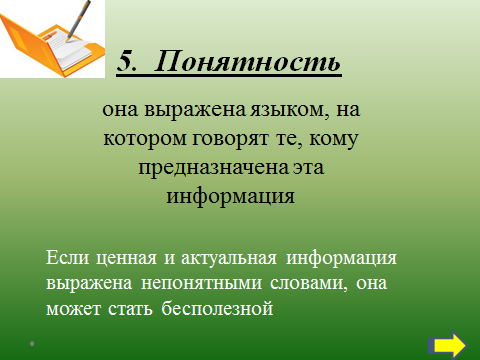 5. Понятность
она выражена языком, на
котором говорят те, кому
предназначена эта
информация
Если ценная и актуальная информация
выражена непонятными словами, она
может стать бесполезной